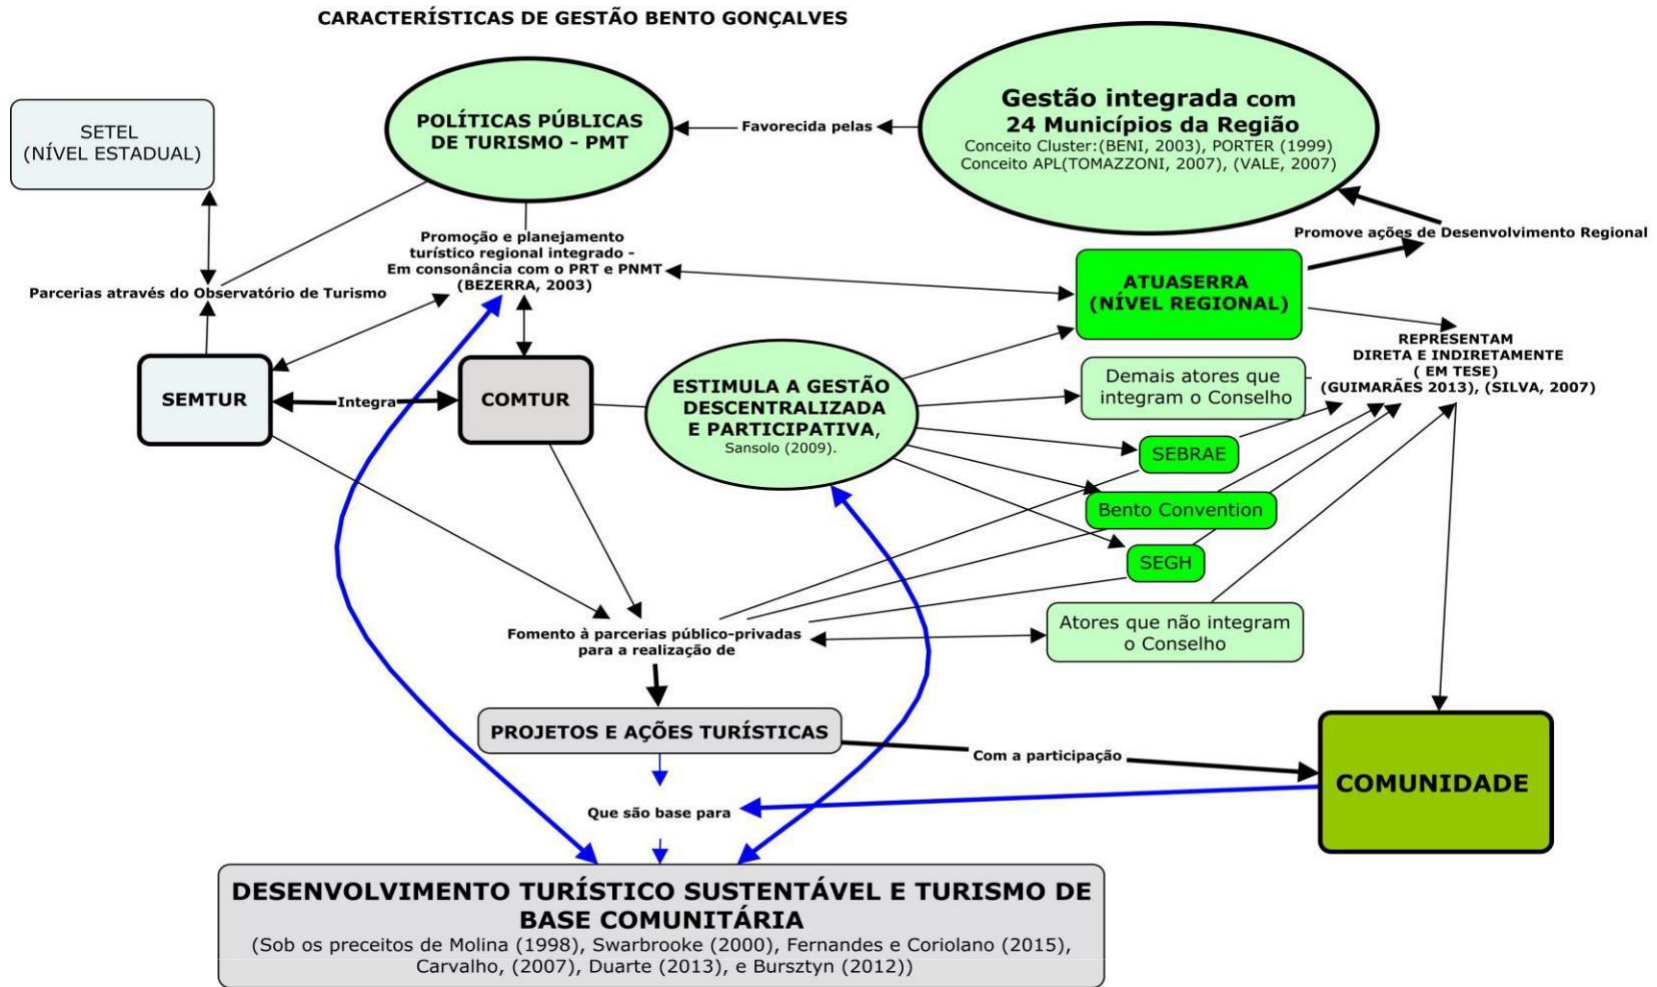 CARACTERÍSTICAS DE GESTÃO BENTO GONÇALVES
SETEL
(NÍVEL ESTADUAL)
POLÍTICAS PÚBLICAS
DE TURISMO - PMT
Favorecida pelas
Gestão integrada com
24 Municípios da Região
Conceito Cluster:(BENI, 2003), PORTER (1999)
Conceito APL(TOMAZZONI, 2007), (VALE, 2007)
Promove ações de Desenvolvimento Regional
Promoção e planejamento
turístico regional integrado -
Em consonância com o PRT e PNMT
(BEZERRA, 2003)
Parcerias através do Observatório de Turismo
ATUASERRA
(NÍVEL REGIONAL)
REPRESENTAM
DIRETA E INDIRETAMENTE
( EM TESE)
(GUIMARÃES 2013), (SILVA, 2007)
SEMTUR
Integra
COMTUR
ESTIMULA A GESTÃO
DESCENTRALIZADA
E PARTICIPATIVA,
Sansolo (2009).
Demais atores que
integram o Conselho
SEBRAE
Bento Convention
SEGH
Atores que não integram
o Conselho
Fomento à parcerias público-privadas
para a realização de
PROJETOS E AÇÕES TURÍSTICAS
Com a participação
COMUNIDADE
Que são base para
DESENVOLVIMENTO TURÍSTICO SUSTENTÁVEL E TURISMO DE
BASE COMUNITÁRIA
(Sob os preceitos de Molina (1998), Swarbrooke (2000), Fernandes e Coriolano (2015),
Carvalho, (2007), Duarte (2013), e Bursztyn (2012))